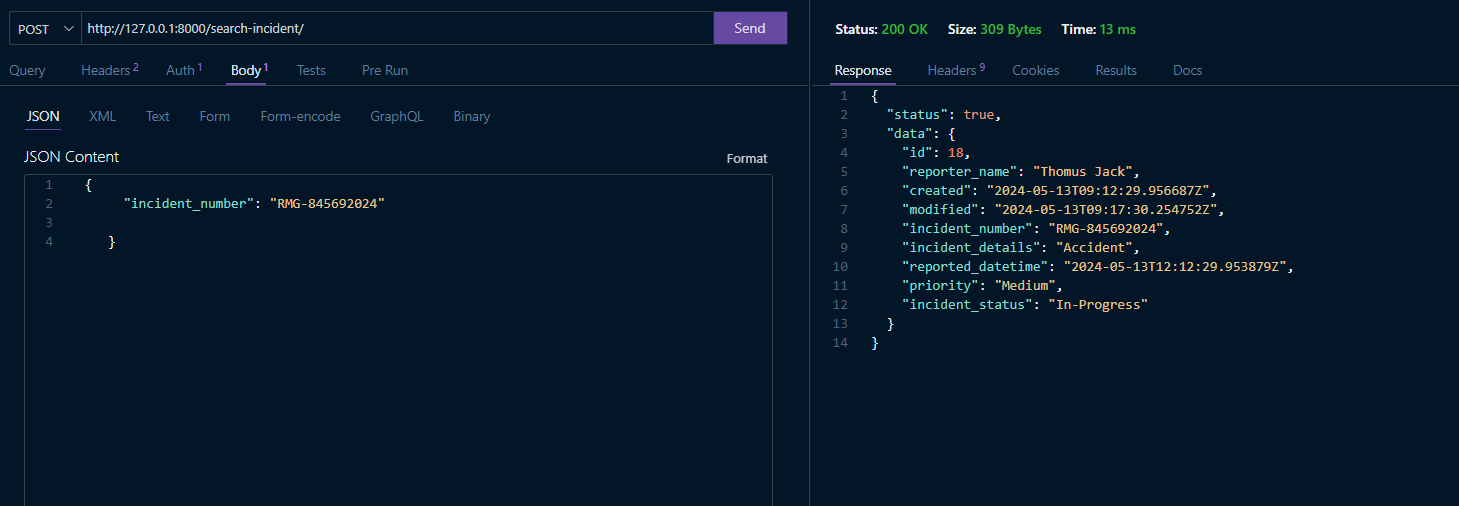 POST http://127.0.0.1:8000/search-incident/ Send
Query Headers 2 Auth 1 Body 1 Tests Pre Run
JSON XML Text Form Form-encode GraphQL Binary
JSON Content Format
1 {
2 "incident_number": "RMG-845692024"
3
4 }
Status: 200 OK Size: 309 Bytes Time: 13 ms
Response Headers 9 Cookies Results Docs
1 {
2 "status": true,
3 "data": {
4 "id": 18,
5 "reporter_name": "Thomus Jack",
6 "created": "2024-05-13T09:12:29.956687Z",
7 "modified": "2024-05-13T09:17:30.254752Z",
8 "incident_number": "RMG-845692024",
9 "incident_details": "Accident",
10 "reported_datetime": "2024-05-13T12:12:29.953879Z",
11 "priority": "Medium",
12 "incident_status": "In-Progress"
13 }
14 }